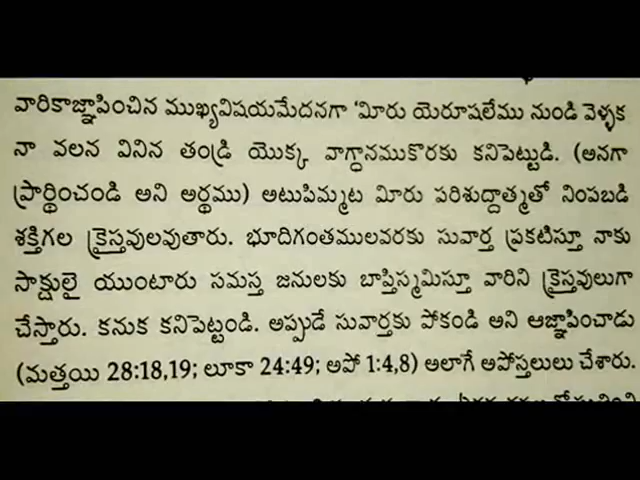 వారికాజ్ఞాపించిన ముఖ్యవిషయమేదనగా 'మీరు యెరూషలేము నుండి వెళ్ళక
నా వలన వినిన తండ్రి యొక్క వాగ్దానముకొరకు కనిపెట్టుడి. (అనగా
ప్రార్థించండి అని అర్థము) అటుపిమ్మట మీరు పరిశుద్ధాత్మతో నింపబడి
శక్తిగల క్రైస్తవులవుతారు. భూదిగంతములవరకు సువార్త ప్రకటిస్తూ నాకు
సాక్షులై యుంటారు సమస్త జనులకు బాప్తిస్మమిస్తూ వారిని క్రైస్తవులుగా
చేస్తారు. కనుక కనిపెట్టండి. అప్పుడే సువార్తకు పోకండి అని ఆజ్ఞాపించాడు
(మత్తయి 28:18,19; లూకా 24:49; అపో 1:4,8) అలాగే అపోస్తలులు చేశారు.